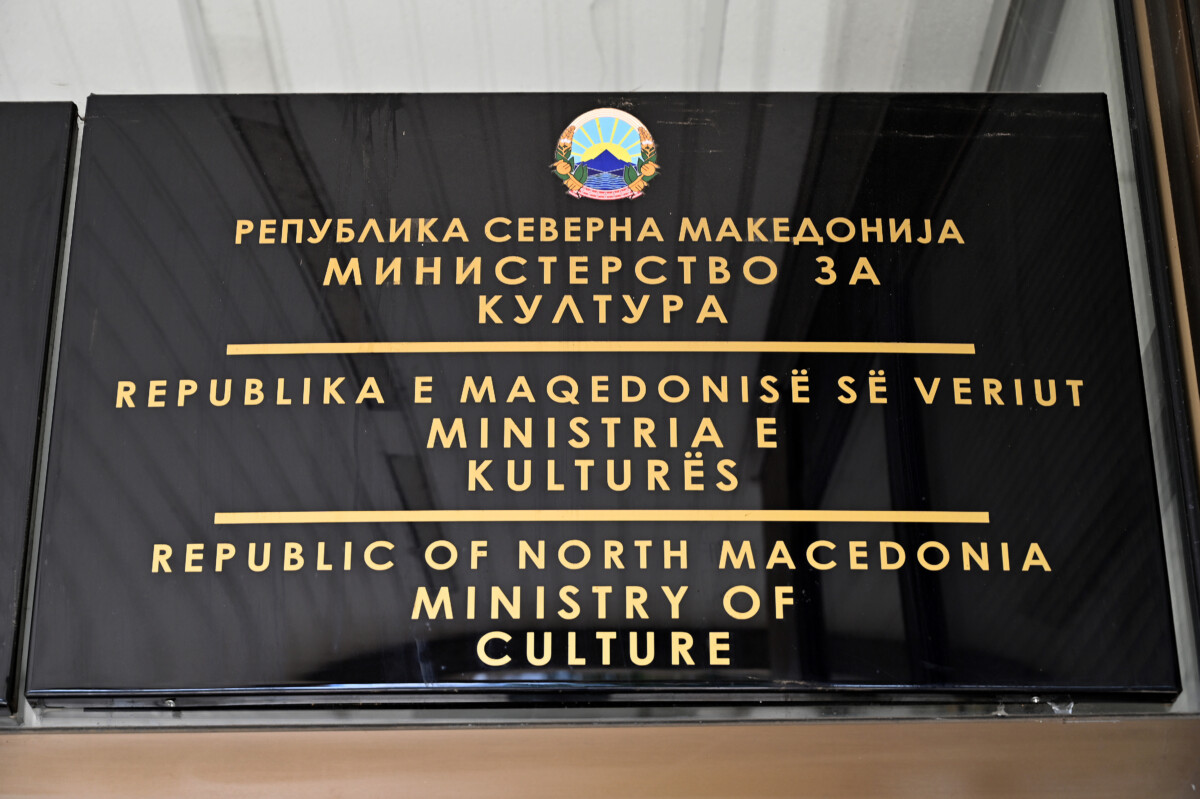 РЕПУБЛИКА СЕВЕРНА МАКЕДОНИЈА
МИНИСТЕРСТВО ЗА
КУЛТУРА
REPUBLIKA E MAQEDONISË SË VERIUT
MINISTRIA E
KULTURËS
REPUBLIC OF NORTH MACEDONIA
MINISTRY OF
CULTURE